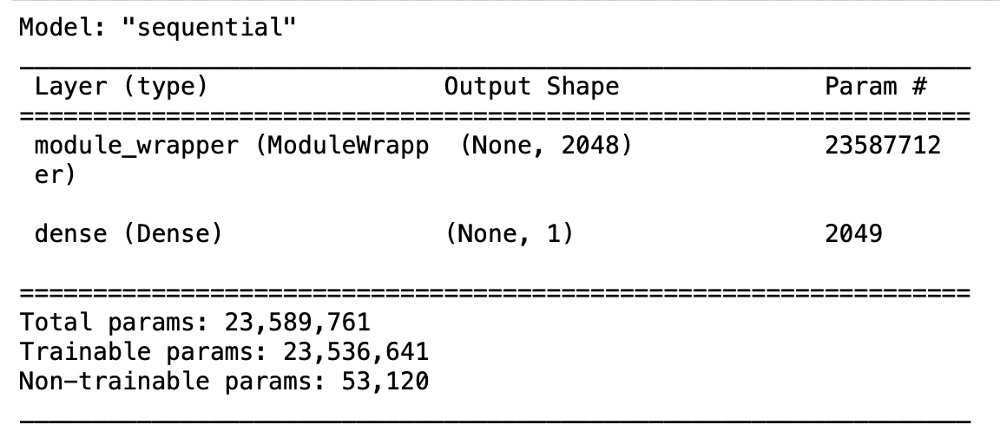 Model: "sequential"
_________________________________________________________________
Layer (type) Output Shape Param #
=================================================================
module_wrapper (ModuleWrapp (None, 2048) 23587712
er)
dense (Dense) (None, 1) 2049
=================================================================
Total params: 23,589,761
Trainable params: 23,536,641
Non-trainable params: 53,120
_________________________________________________________________